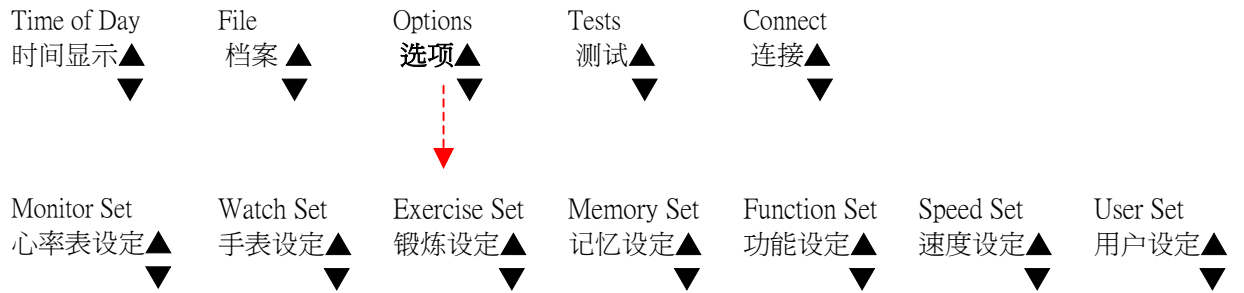 Time of Day File Options Tests Connect
时间显示▲ 档案▲ 选项▲ 测试▲ 连接▲
▼ ▼ ▼ ▼ ▼
Monitor Set Watch Set Exercise Set Memory Set Function Set Speed Set User Set
心率表设定▲ 手表设定▲ 锻炼设定▲ 记忆设定▲ 功能设定▲ 速度设定▲ 用户设定▲
▼ ▼ ▼ ▼ ▼ ▼ ▼